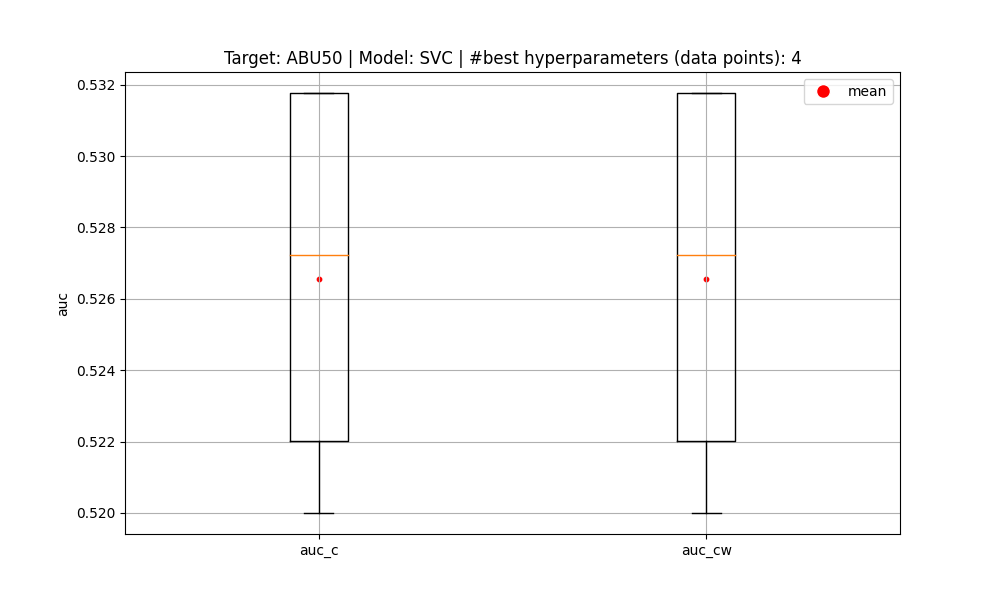 Target: ABU50 | Model: SVC | #best hyperparameters (data points): 4
mean
0.532
0.530
0.528
0.526
0.524
0.522
0.520
auc
auc_c
auc_cw